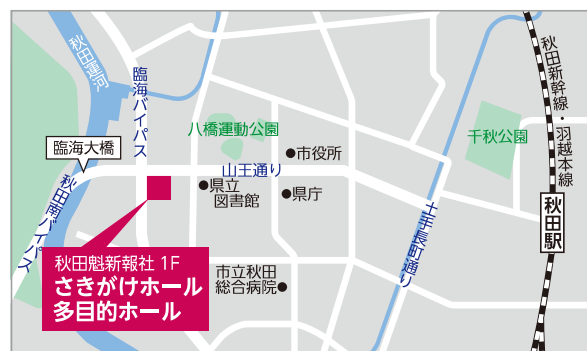 秋田運河
臨海バイパス
秋田新幹線・羽越本線
八橋運動公園
千秋公園
市役所
臨海大橋
山王通り
県立
図書館
県庁
秋田南バイパス
土手長町通り
秋田駅
秋田魁新報社 1F
さきがけホール
多目的ホール
市立秋田
総合病院